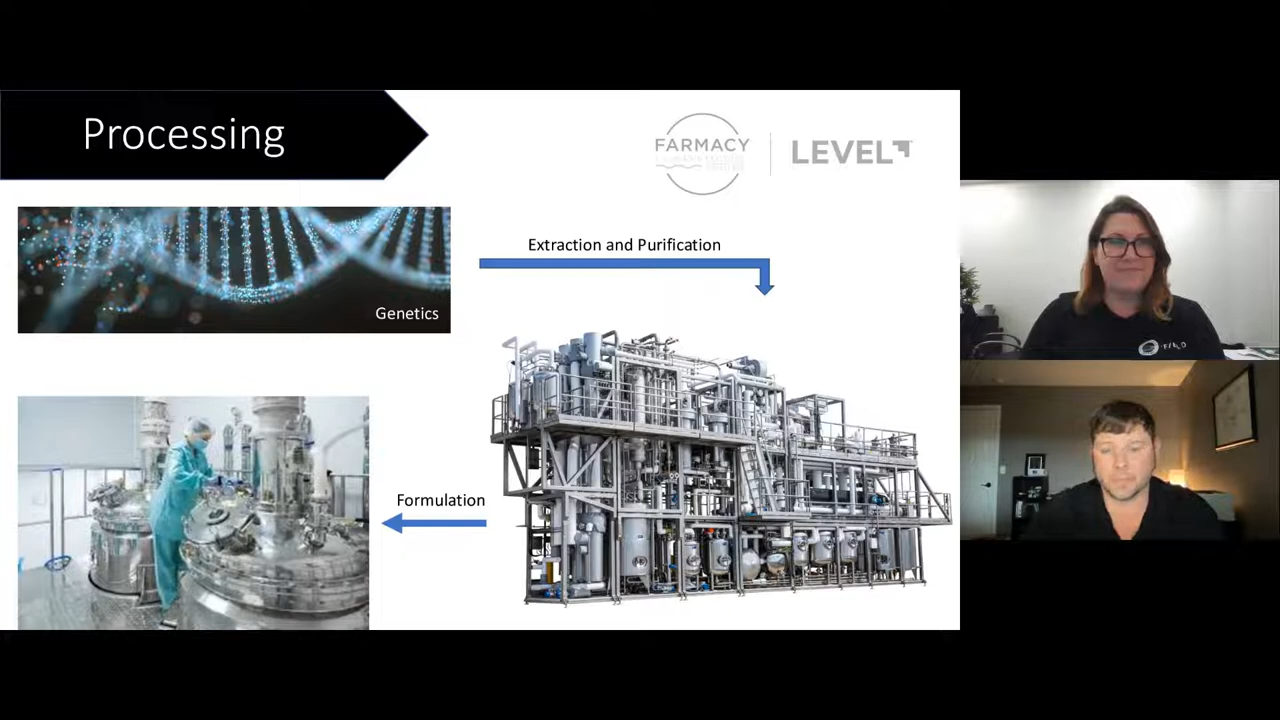 Processing
FARMACY
LEVEL
Extraction and Purification
Genetics
Formulation